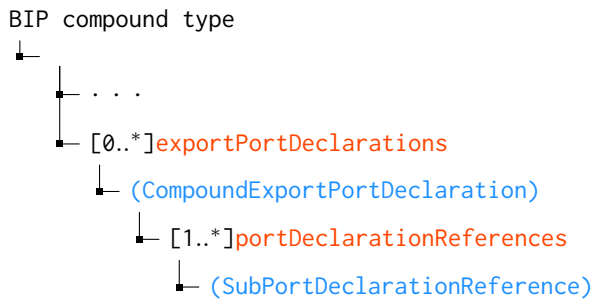 BIP compound type
. . .
[0..*]exportPortDeclarations
(CompoundExportPortDeclaration)
[1..*]portDeclarationReferences
(SubPortDeclarationReference)